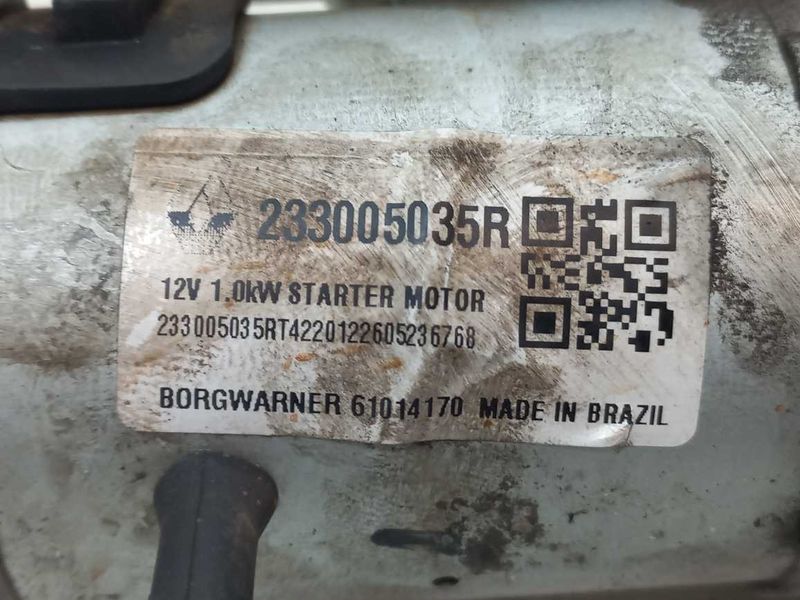 233005035R
12V 1.0kW STARTER MOTOR
233005035RT4220122605236768
BORGWARNER 61014170 MADE IN BRAZIL